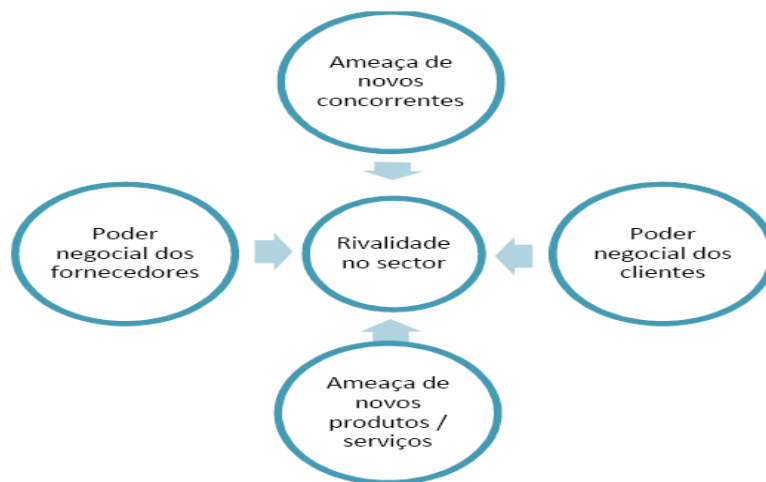 Ameaça de
novos
concorrentes
Poder
negocial dos
fornecedores
Rivalidade
no sector
Poder
negocial dos
clientes
Ameaça de
novos
produtos /
serviços